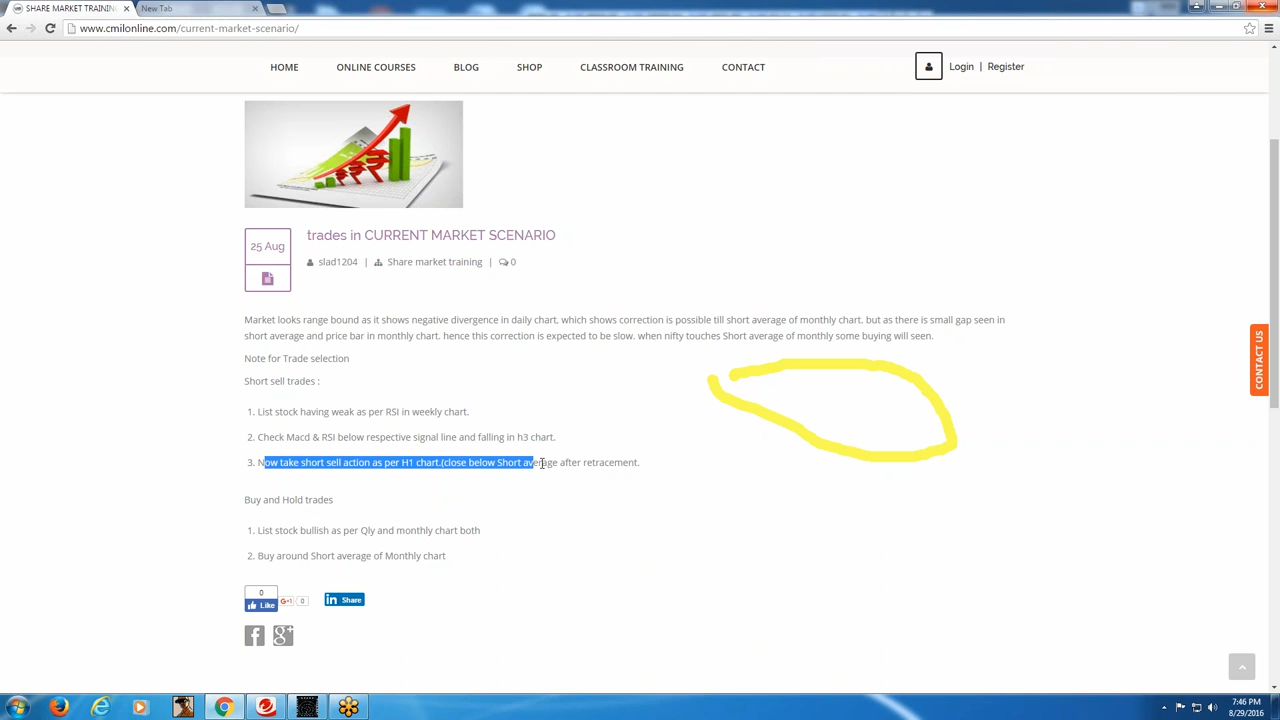 SHARE MARKET TRAININ
New Tab
www.cmilonline.com/current-market-scenario/
HOME ONLINE COURSES BLOG SHOP CLASSROOM TRAINING CONTACT Login | Register
25 Aug
trades in CURRENT MARKET SCENARIO
slad1204 | Share market training | 0
Market looks range bound as it shows negative divergence in daily chart, which shows correction is possible till short average of monthly chart. but as there is small gap seen in
short average and price bar in monthly chart. hence this correction is expected to be slow. when nifty touches Short average of monthly some buying will seen.
Note for Trade selection
Short sell trades :
1. List stock having weak as per RSI in weekly chart.
2. Check Macd & RSI below respective signal line and falling in h3 chart.
3. Now take short sell action as per H1 chart.(close below Short average after retracement.
Buy and Hold trades
1. List stock bullish as per Qly and monthly chart both
2. Buy around Short average of Monthly chart
0
Like
G+1 0
in Share
f g+
CONTACT US
7:46 PM
8/29/2016